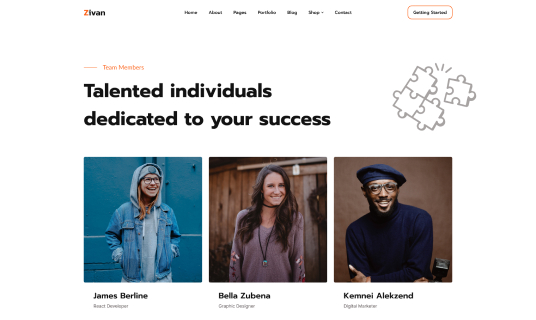 Zivan
Home About Pages Portfolio Blog Shop Contact
Getting Started
Team Members
Talented individuals
dedicated to your success
James Berline
React Developer
Bella Zubena
Graphic Designer
Kemnei Alekzend
Digital Marketer